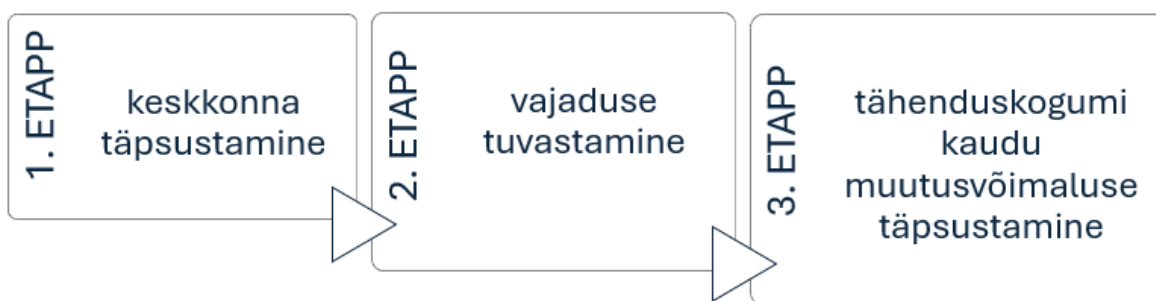 1. ETAPP
keskkonna
täpsustamine
2. ETAPP
vajaduse
tuvastamine
3. ETAPP
tähenduskogumi
kaudu
muutusvõimaluse
täpsustamine